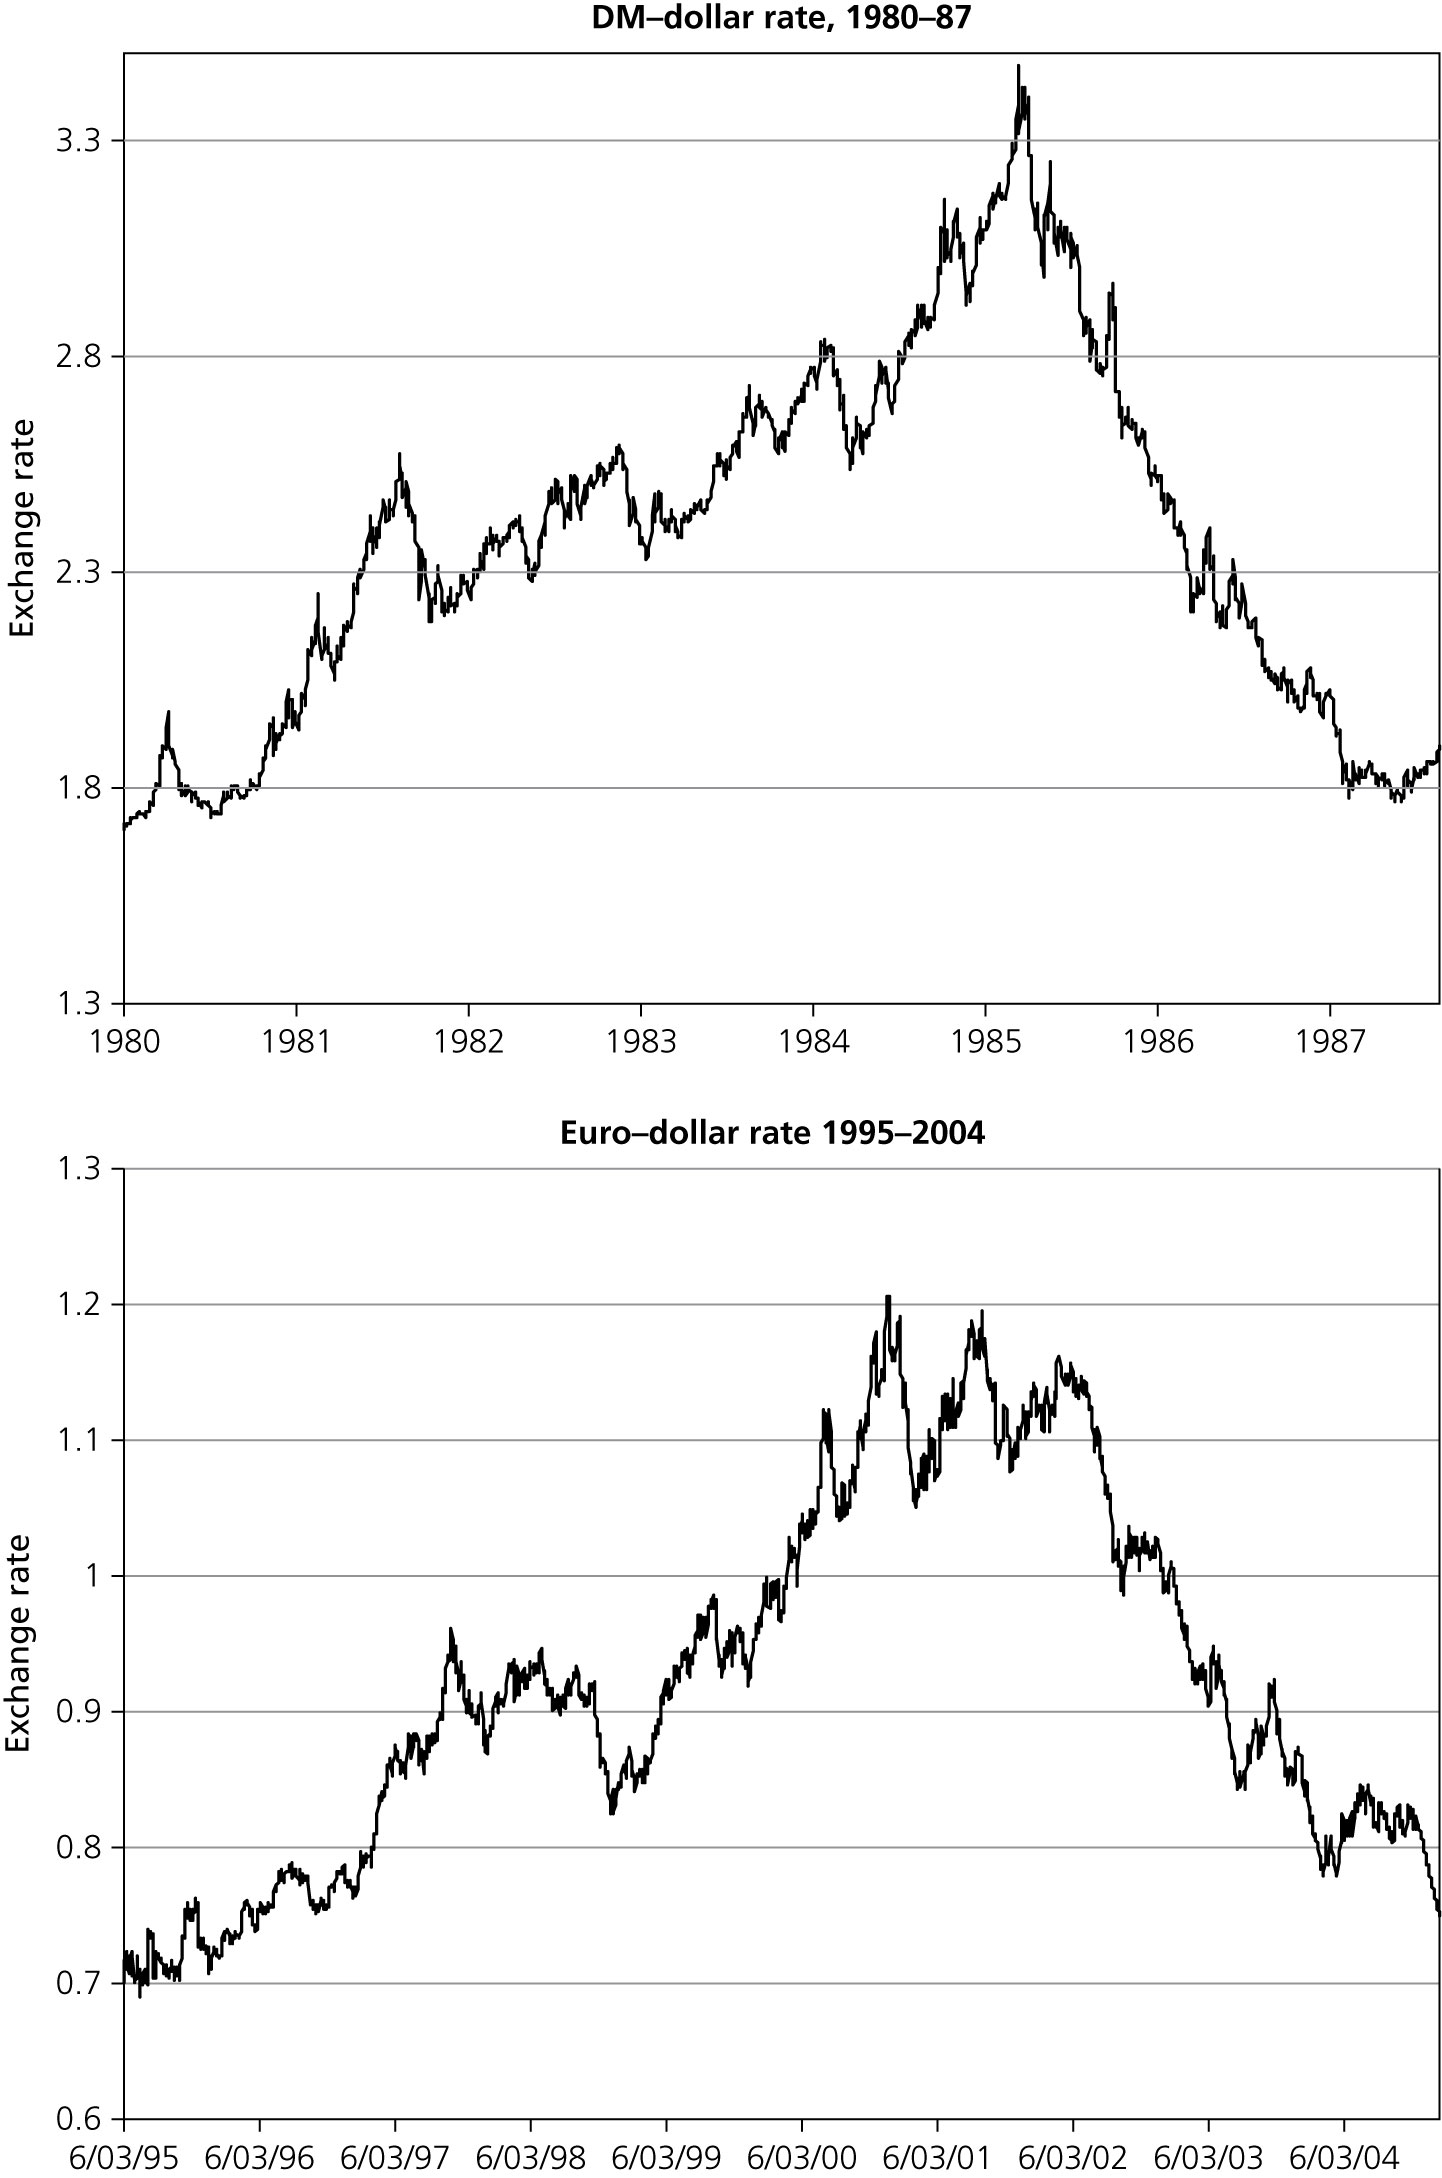 DM–dollar rate, 1980–87
Exchange rate
3.3
2.8
2.3
1.8
1.3
1980 1981 1982 1983 1984 1985 1986 1987
Euro–dollar rate 1995–2004
Exchange rate
1.3
1.2
1.1
1
0.9
0.8
0.7
0.6
6/03/95 6/03/96 6/03/97 6/03/98 6/03/99 6/03/00 6/03/01 6/03/02 6/03/03 6/03/04